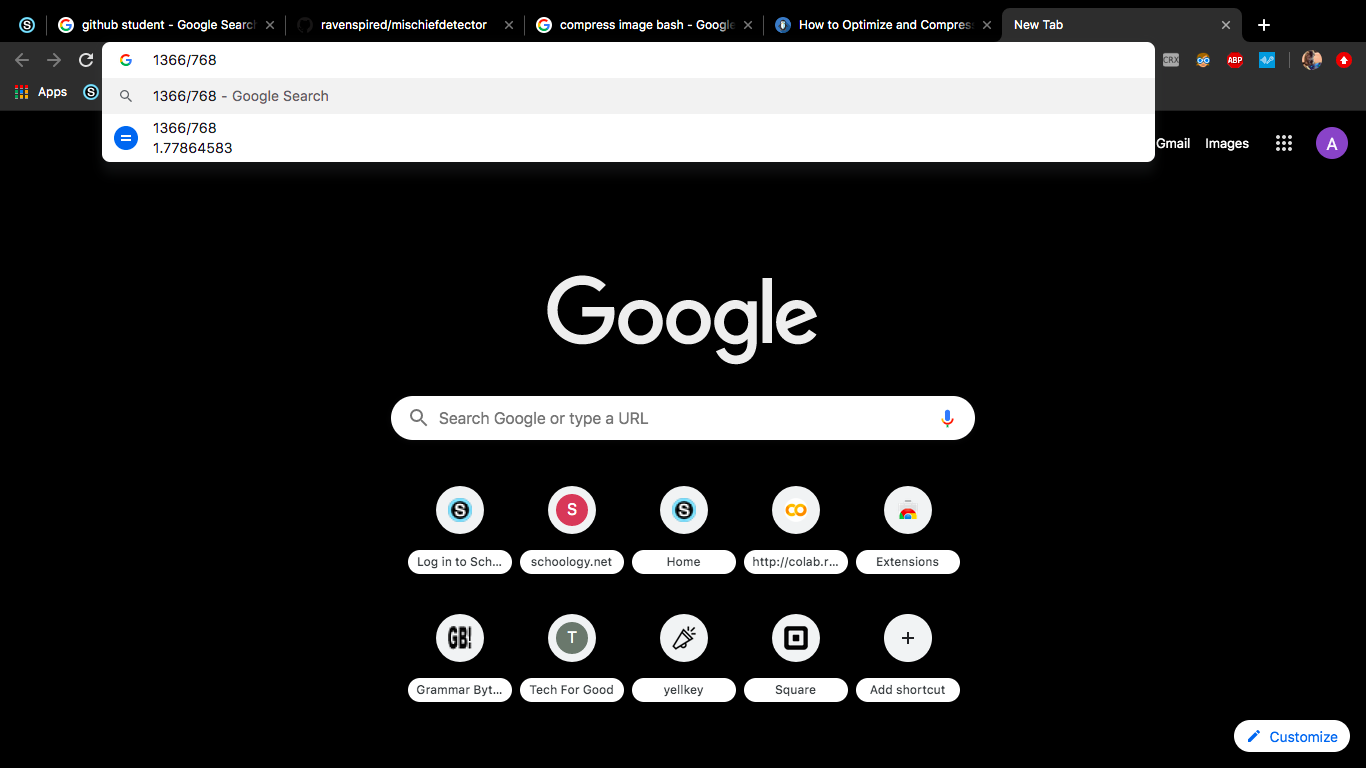 github student - Google Searc
ravenspired/mischiefdetector
compress image bash - Google
How to Optimize and Compres
New Tab
1366/768
CRX
ABP
Apps
S
1366/768 - Google Search
1366/768
1.77864583
Gmail
Images
A
Google
Search Google or type a URL
S
S
S
Log in to Sch...
schoology.net
Home
http://colab.r...
Extensions
GB!
T
Grammar Byt...
Tech For Good
yellkey
Square
Add shortcut
Customize